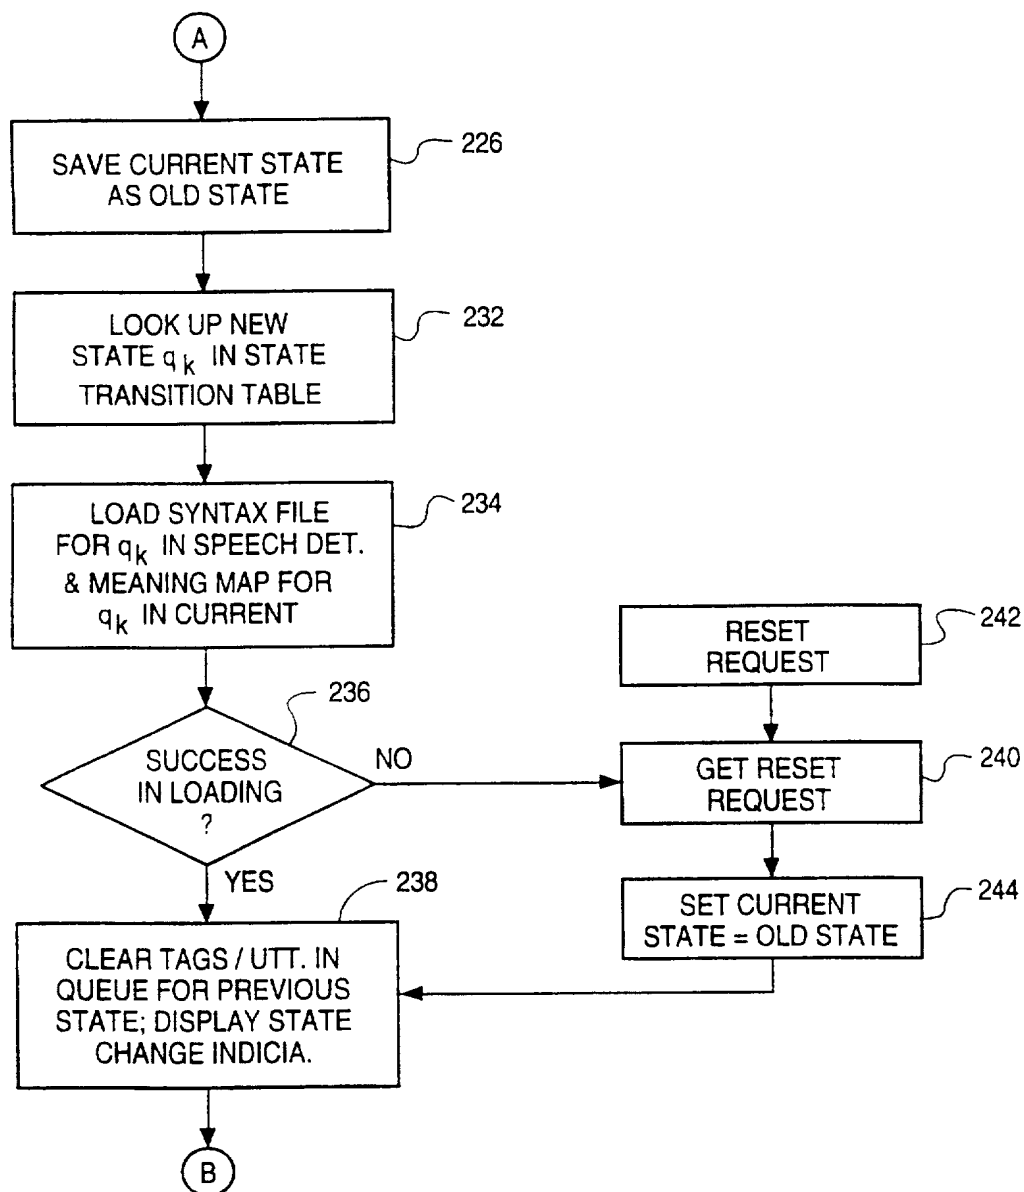 A
SAVE CURRENT STATE
AS OLD STATE
226
LOOK UP NEW
STATE qk IN STATE
TRANSITION TABLE
232
LOAD SYNTAX FILE
FOR qk IN SPEECH DET.
& MEANING MAP FOR
qk IN CURRENT
234
SUCCESS
IN LOADING
?
236
NO
YES
RESET
REQUEST
242
GET RESET
REQUEST
240
SET CURRENT
STATE = OLD STATE
244
CLEAR TAGS / UTT. IN
QUEUE FOR PREVIOUS
STATE; DISPLAY STATE
CHANGE INDICIA.
238
B